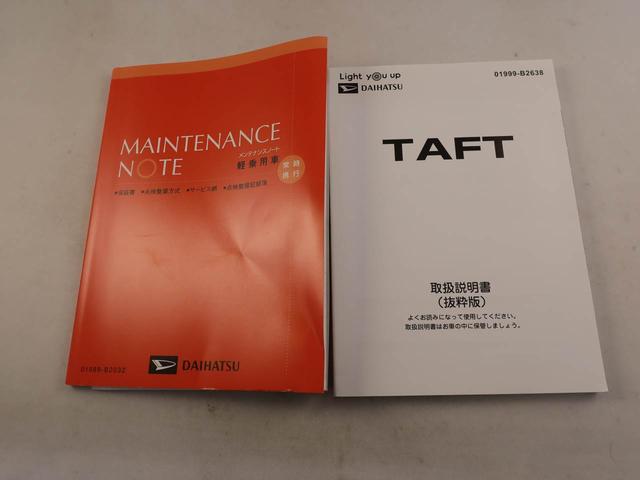 MAINTENANCE
NOTE
メンテナンスノート
軽乗用車
常時
携行
●保証書 ●点検整備方式 ●サービス網 ●点検整備記録簿
DAIHATSU
01999-B2032
Light you up
DAIHATSU
01999-B2638
TAFT
取扱説明書
（抜粋版）
よくお読みになって使用してください。
取扱説明書はお車の中に保管しましょう。